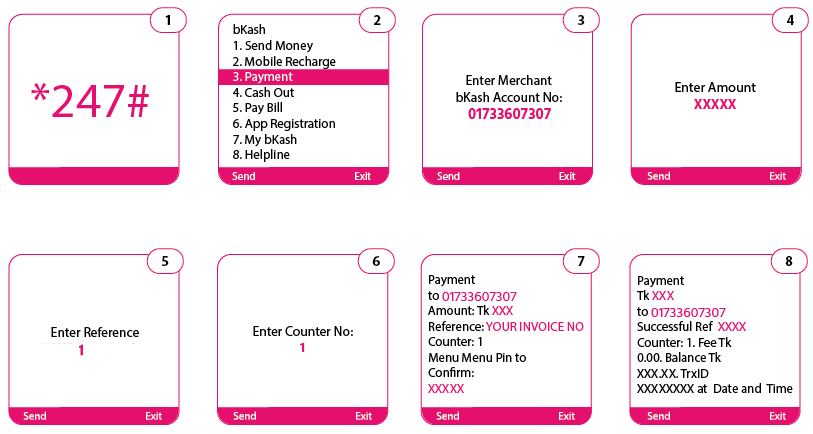 1
*247#
2
bKash
1. Send Money
2. Mobile Recharge
3. Payment
4. Cash Out
5. Pay Bill
6. App Registration
7. My bKash
8. Helpline
Send Exit
3
Enter Merchant
bKash Account No:
01733607307
Send Exit
4
Enter Amount
XXXXX
Send Exit
5
Enter Reference
1
Send Exit
6
Enter Counter No:
1
Send Exit
7
Payment
to 01733607307
Amount: Tk XXX
Reference: YOUR INVOICE NO
Counter: 1
Menu Menu Pin to
Confirm:
XXXXX
Send Exit
8
Payment
Tk XXX
to 01733607307
Successful Ref XXXX
Counter: 1. Fee Tk
0.00. Balance Tk
XXX.XX. TrxID
XXXXXXXX at Date and Time
Send Exit